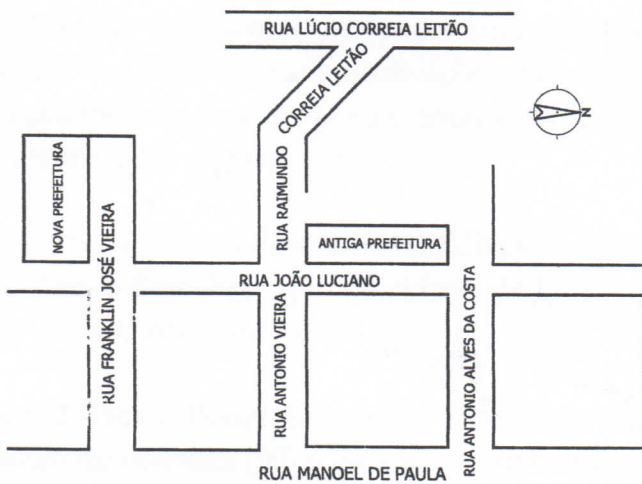 RUA LÚCIO CORREIA LEITÃO
RUA RAIMUNDO CORREIA LEITÃO
N
NOVA PREFEITURA
RUA FRANKLIN JOSÉ VIEIRA
ANTIGA PREFEITURA
RUA JOÃO LUCIANO
RUA ANTONIO VIEIRA
RUA ANTONIO ALVES DA COSTA
RUA MANOEL DE PAULA